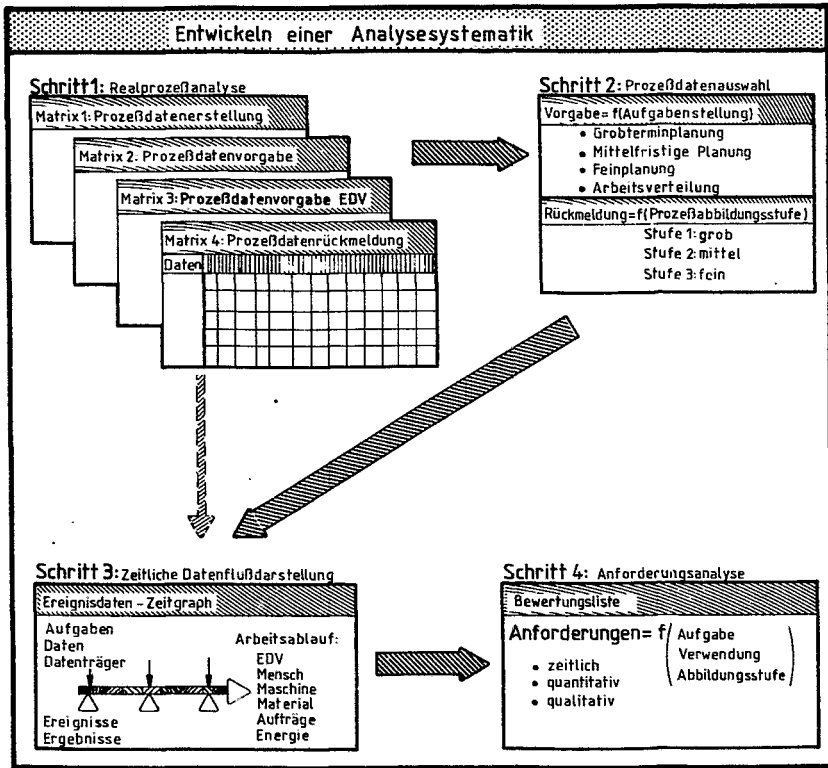 Entwickeln einer Analysesystematik
Schritt 1: Realprozeßanalyse
Matrix 1: Prozeßdatenerstellung
Matrix 2: Prozeßdatenvorgabe
Matrix 3: Prozeßdatenvorgabe EDV
Matrix 4: Prozeßdatenrückmeldung
Daten
Schritt 2: Prozeßdatenauswahl
Vorgabe = f(Aufgabenstellung)
• Grobterminplanung
• Mittelfristige Planung
• Feinplanung
• Arbeitsverteilung
Rückmeldung=f(Prozeßabbildungsstufe)
Stufe 1: grob
Stufe 2: mittel
Stufe 3: fein
Schritt 3: Zeitliche Datenflußdarstellung
Ereignisdaten - Zeitgraph
Aufgaben
Daten
Datenträger
Ereignisse
Ergebnisse
Arbeitsablauf:
EDV
Mensch
Maschine
Material
Aufträge
Energie
Schritt 4: Anforderungsanalyse
Bewertungsliste
Anforderungen= f
Aufgabe
Verwendung
Abbildungsstufe
• zeitlich
• quantitativ
• qualitativ